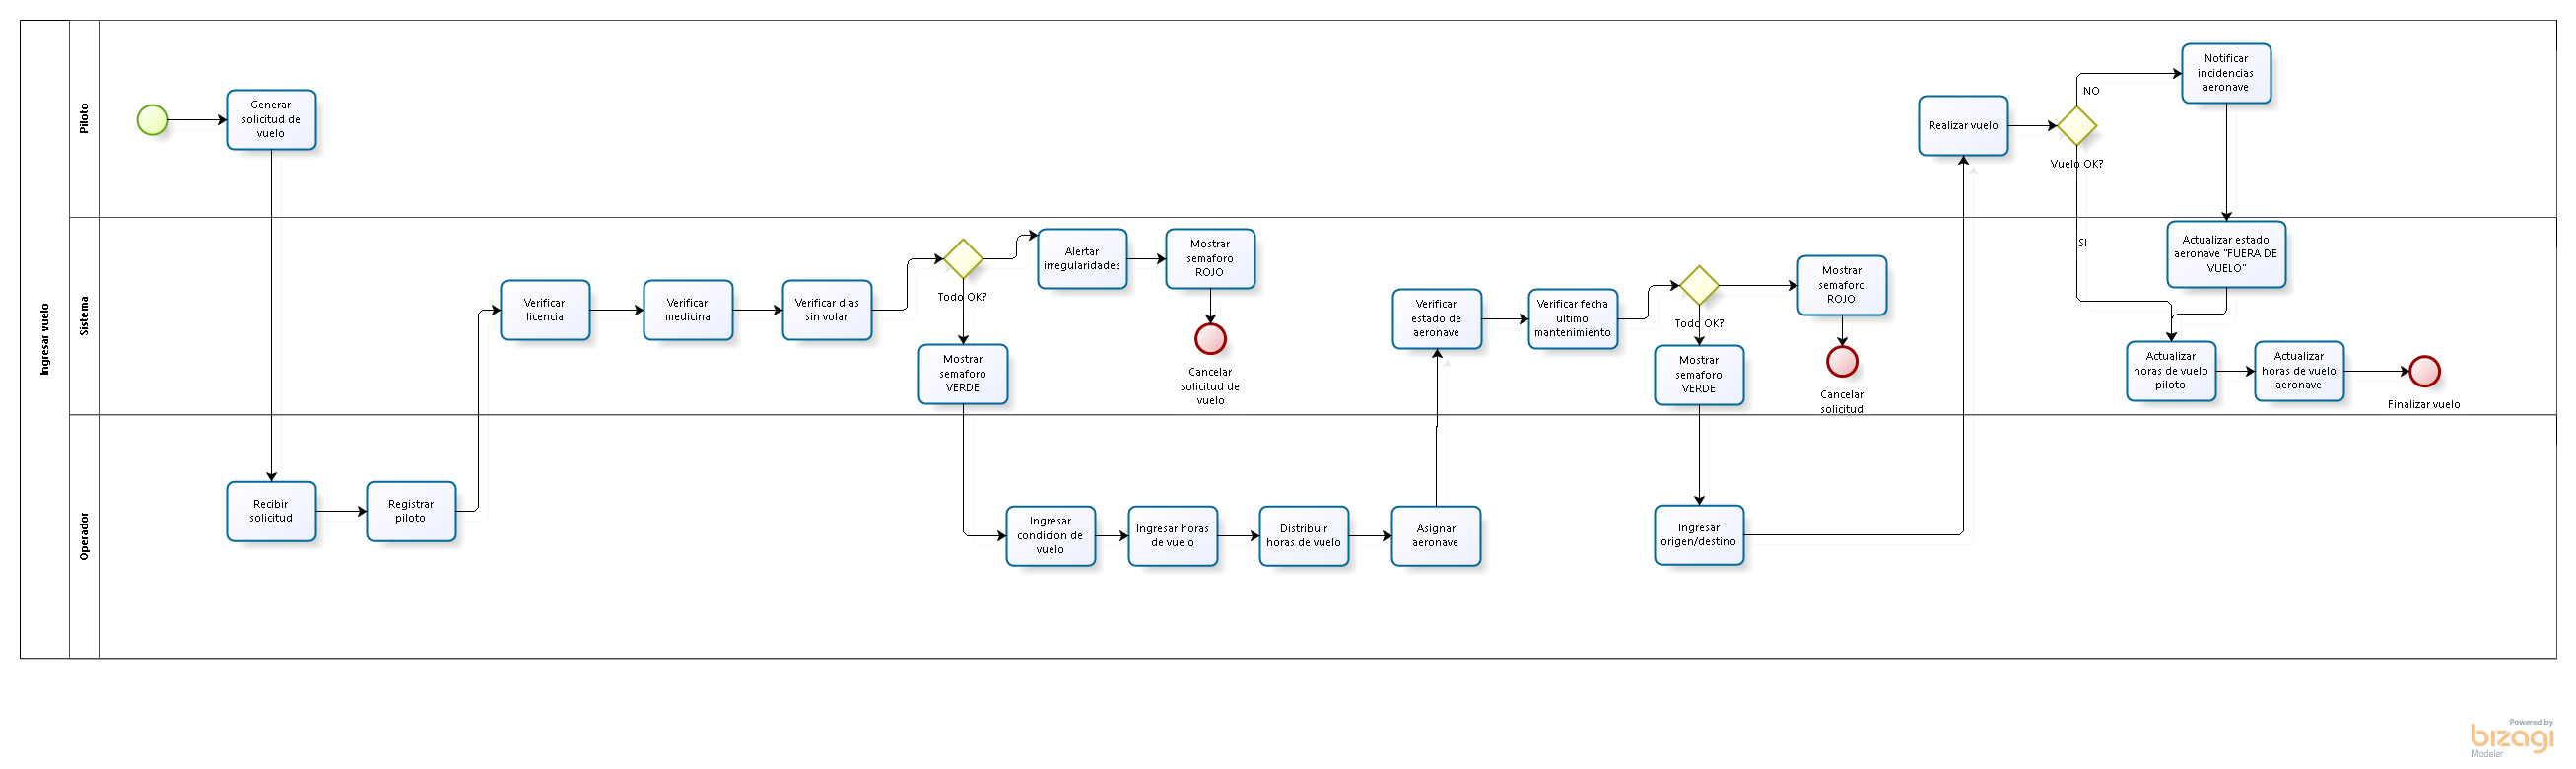 Ingresar vuelo
Piloto
Generar
solicitud de
vuelo
Realizar vuelo
NO
Vuelo OK?
Notificar
incidencias
aeronave
Sistema
Verificar
licencia
Verificar
medicina
Verificar dias
sin volar
Todo OK?
Alertar
irregularidades
Mostrar
semaforo
ROJO
Cancelar
solicitud de
vuelo
Mostrar
semaforo
VERDE
Verificar
estado de
aeronave
Verificar fecha
ultimo
mantenimiento
Todo OK?
Mostrar
semaforo
ROJO
Cancelar
solicitud
Mostrar
semaforo
VERDE
SI
Actualizar estado
aeronave "FUERA DE
VUELO"
Actualizar
horas de vuelo
piloto
Actualizar
horas de vuelo
aeronave
Finalizar vuelo
Operador
Recibir
solicitud
Registrar
piloto
Ingresar
condicion de
vuelo
Ingresar horas
de vuelo
Distribuir
horas de vuelo
Asignar
aeronave
Ingresar
origen/destino
Powered by
bizagi
Modeler